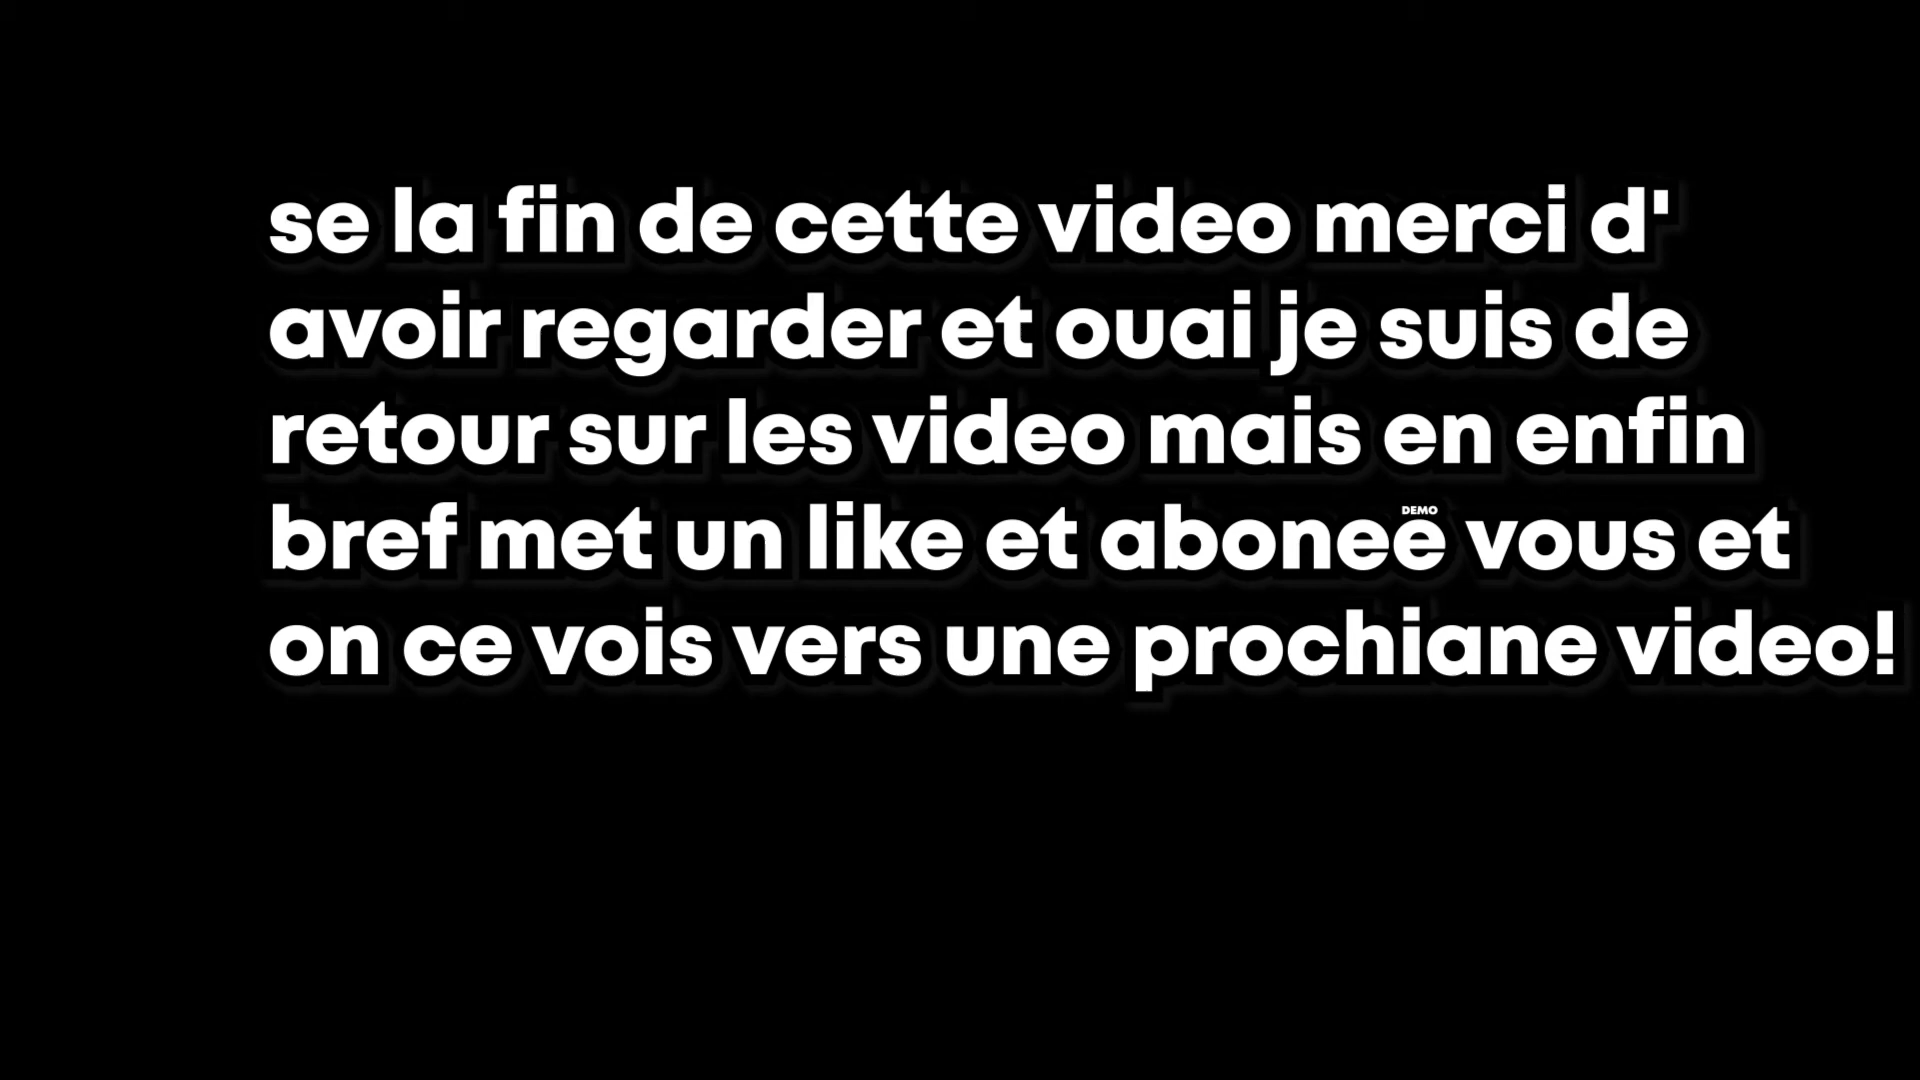 se la fin de cette video merci d'
avoir regarder et ouai je suis de
retour sur les video mais en enfin
bref met un like et abonee vous et
on ce vois vers une prochiane video!
DEMO